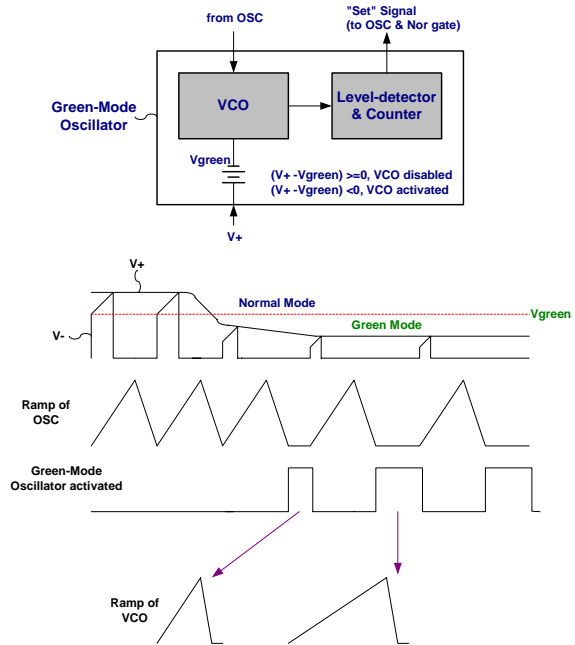 from OSC
"Set" Signal
(to OSC & Nor gate)
Green-Mode
Oscillator
VCO
Level-detector
& Counter
Vgreen
(V+ -Vgreen) >=0, VCO disabled
(V+ -Vgreen) <0, VCO activated
V+
V+
Normal Mode
Vgreen
Green Mode
V-
Ramp of
OSC
Green-Mode
Oscillator activated
Ramp of
VCO